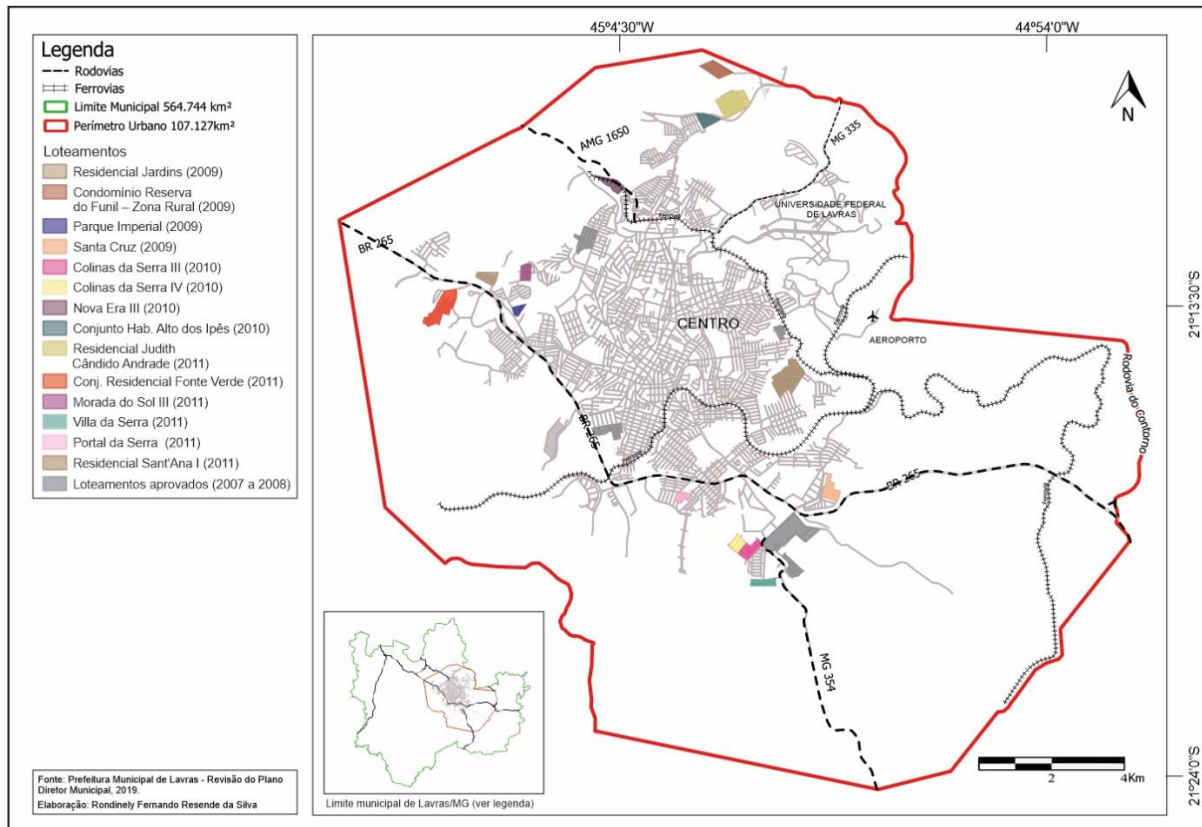 Legenda
Rodovias
Ferrovias
Limite Municipal 564.744 km²
Perímetro Urbano 107.127km²
Loteamentos
Residencial Jardins (2009)
Condomínio Reserva
do Funil – Zona Rural (2009)
Parque Imperial (2009)
Santa Cruz (2009)
Colinas da Serra III (2010)
Colinas da Serra IV (2010)
Nova Era III (2010)
Conjunto Hab. Alto dos Ipês (2010)
Residencial Judith
Cândido Andrade (2011)
Conj. Residencial Fonte Verde (2011)
Morada do Sol III (2011)
Villa da Serra (2011)
Portal da Serra (2011)
Residencial Sant'Ana I (2011)
Loteamentos aprovados (2007 a 2008)
Fonte: Prefeitura Municipal de Lavras - Revisão do Plano
Diretor Municipal, 2019.
Elaboração: Rondinely Fernando Resende da Silva
45º4'30"W
44º54'0"W
N
AMG 1650
MG 335
UNIVERSIDADE FEDERAL
DE LAVRAS
BR 265
21º13'30"S
CENTRO
AEROPORTO
Rodovia do Contorno
BR 265
BR 265
MG 354
2
4Km
21º24'0"S
Limite municipal de Lavras/MG (ver legenda)